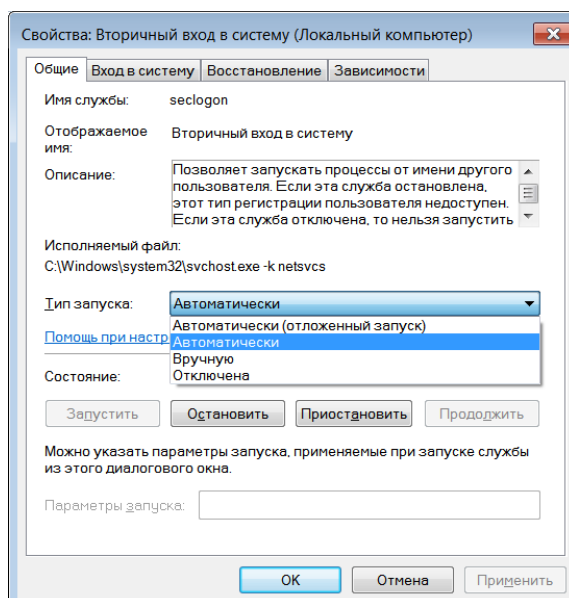 Свойства: Вторичный вход в систему (Локальный компьютер)
Общие Вход в систему Восстановление Зависимости
Имя службы: seclogon
Отображаемое имя: Вторичный вход в систему
Описание: Позволяет запускать процессы от имени другого
пользователя. Если эта служба остановлена,
этот тип регистрации пользователя недоступен.
Если эта служба отключена, то нельзя запустить
Исполняемый файл:
C:\Windows\system32\svchost.exe -k netsvcs
Тип запуска: Автоматически
Автоматически (отложенный запуск)
Помощь при настр Автоматически
Вручную
Состояние: Отключена
Запустить Остановить Приостановить Продолжить
Можно указать параметры запуска, применяемые при запуске службы
из этого диалогового окна.
Параметры запуска:
ОК Отмена Применить